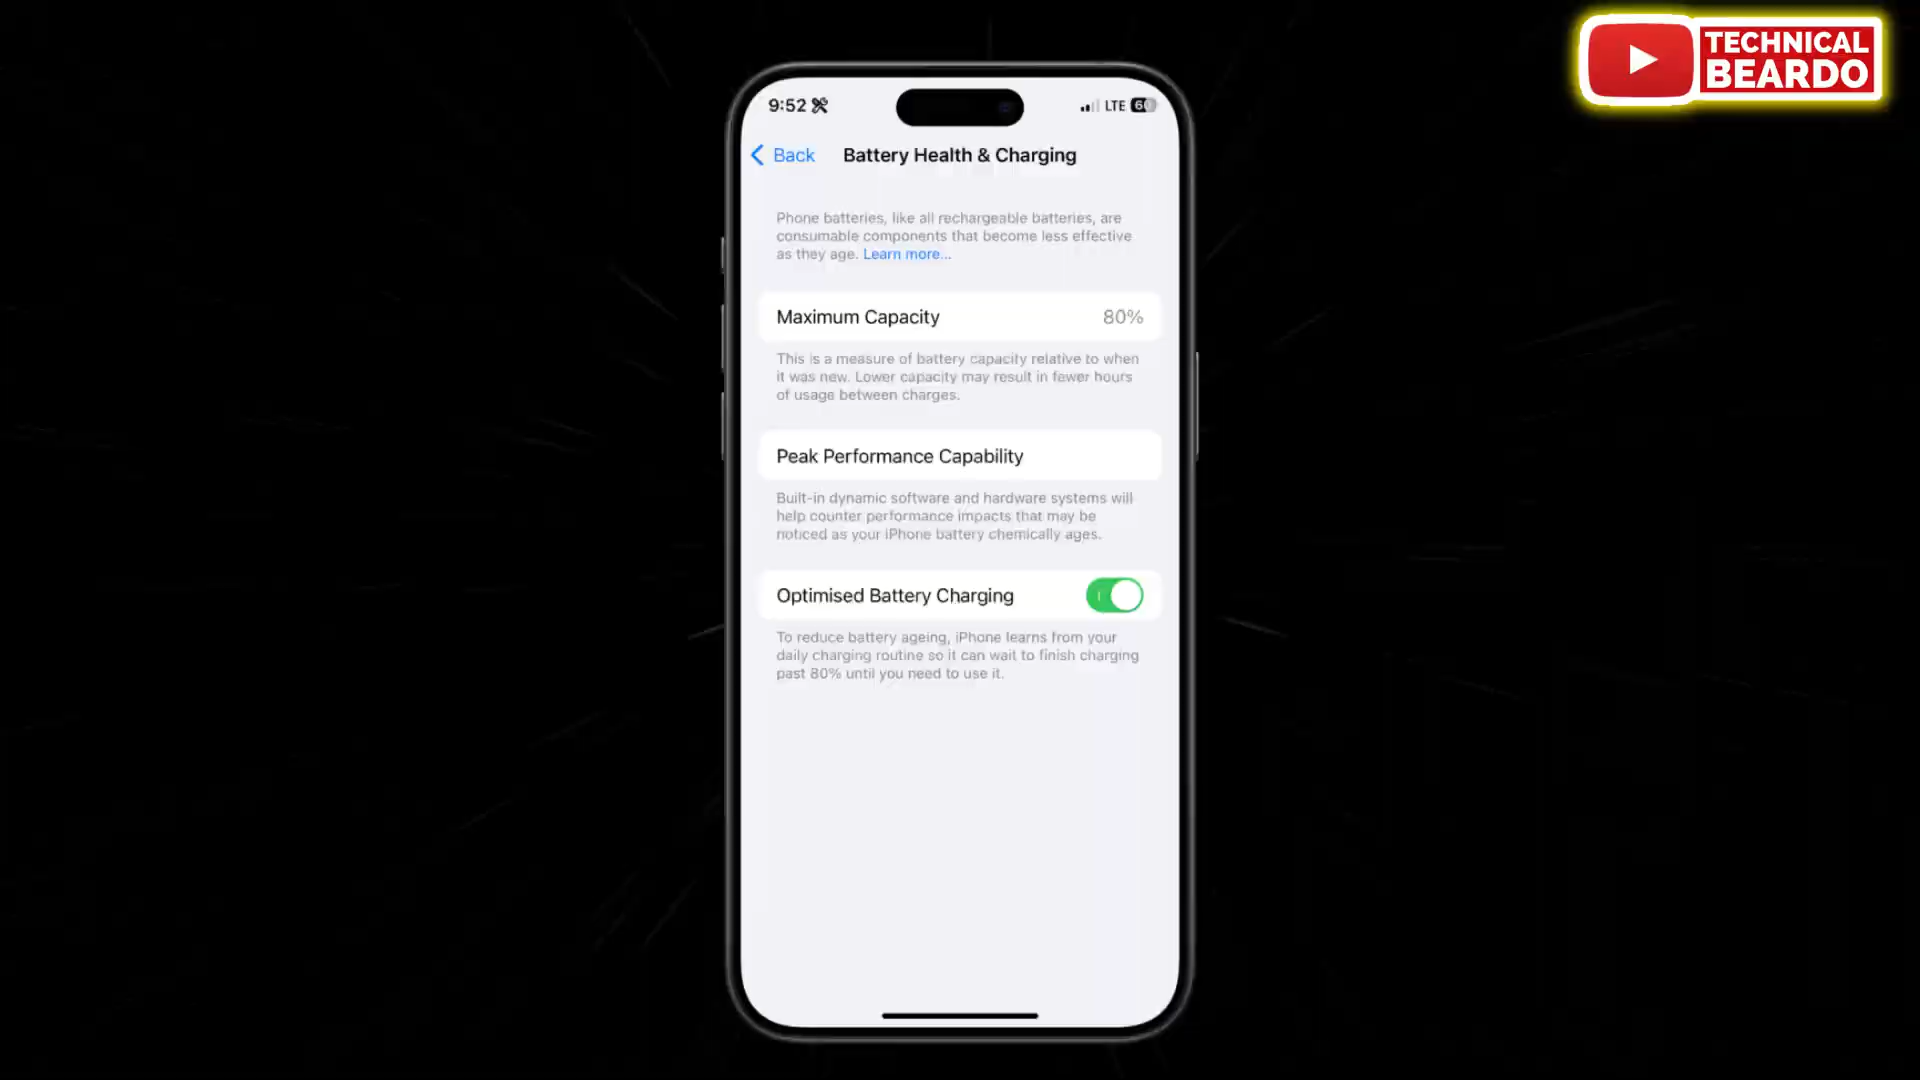 TECHNICAL
BEARDO
9:52
LTE 60
Back
Battery Health & Charging
Phone batteries, like all rechargeable batteries, are
consumable components that become less effective
as they age. Learn more...
Maximum Capacity 80%
This is a measure of battery capacity relative to when
it was new. Lower capacity may result in fewer hours
of usage between charges.
Peak Performance Capability
Built-in dynamic software and hardware systems will
help counter performance impacts that may be
noticed as your iPhone battery chemically ages.
Optimised Battery Charging
To reduce battery ageing, iPhone learns from your
daily charging routine so it can wait to finish charging
past 80% until you need to use it.